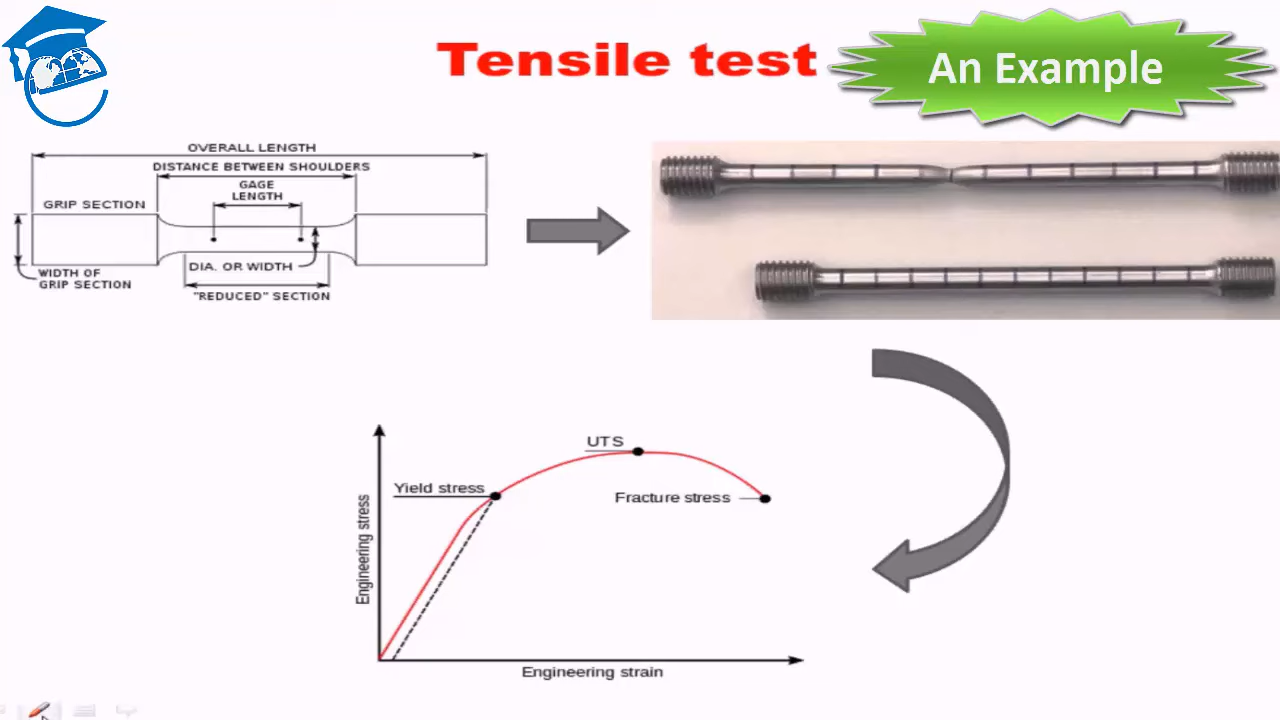 Tensile test
An Example
OVERALL LENGTH
DISTANCE BETWEEN SHOULDERS
GAGE
LENGTH
GRIP SECTION
DIA. OR WIDTH
WIDTH OF
GRIP SECTION
"REDUCED" SECTION
UTS
Yield stress
Fracture stress
Engineering stress
Engineering strain